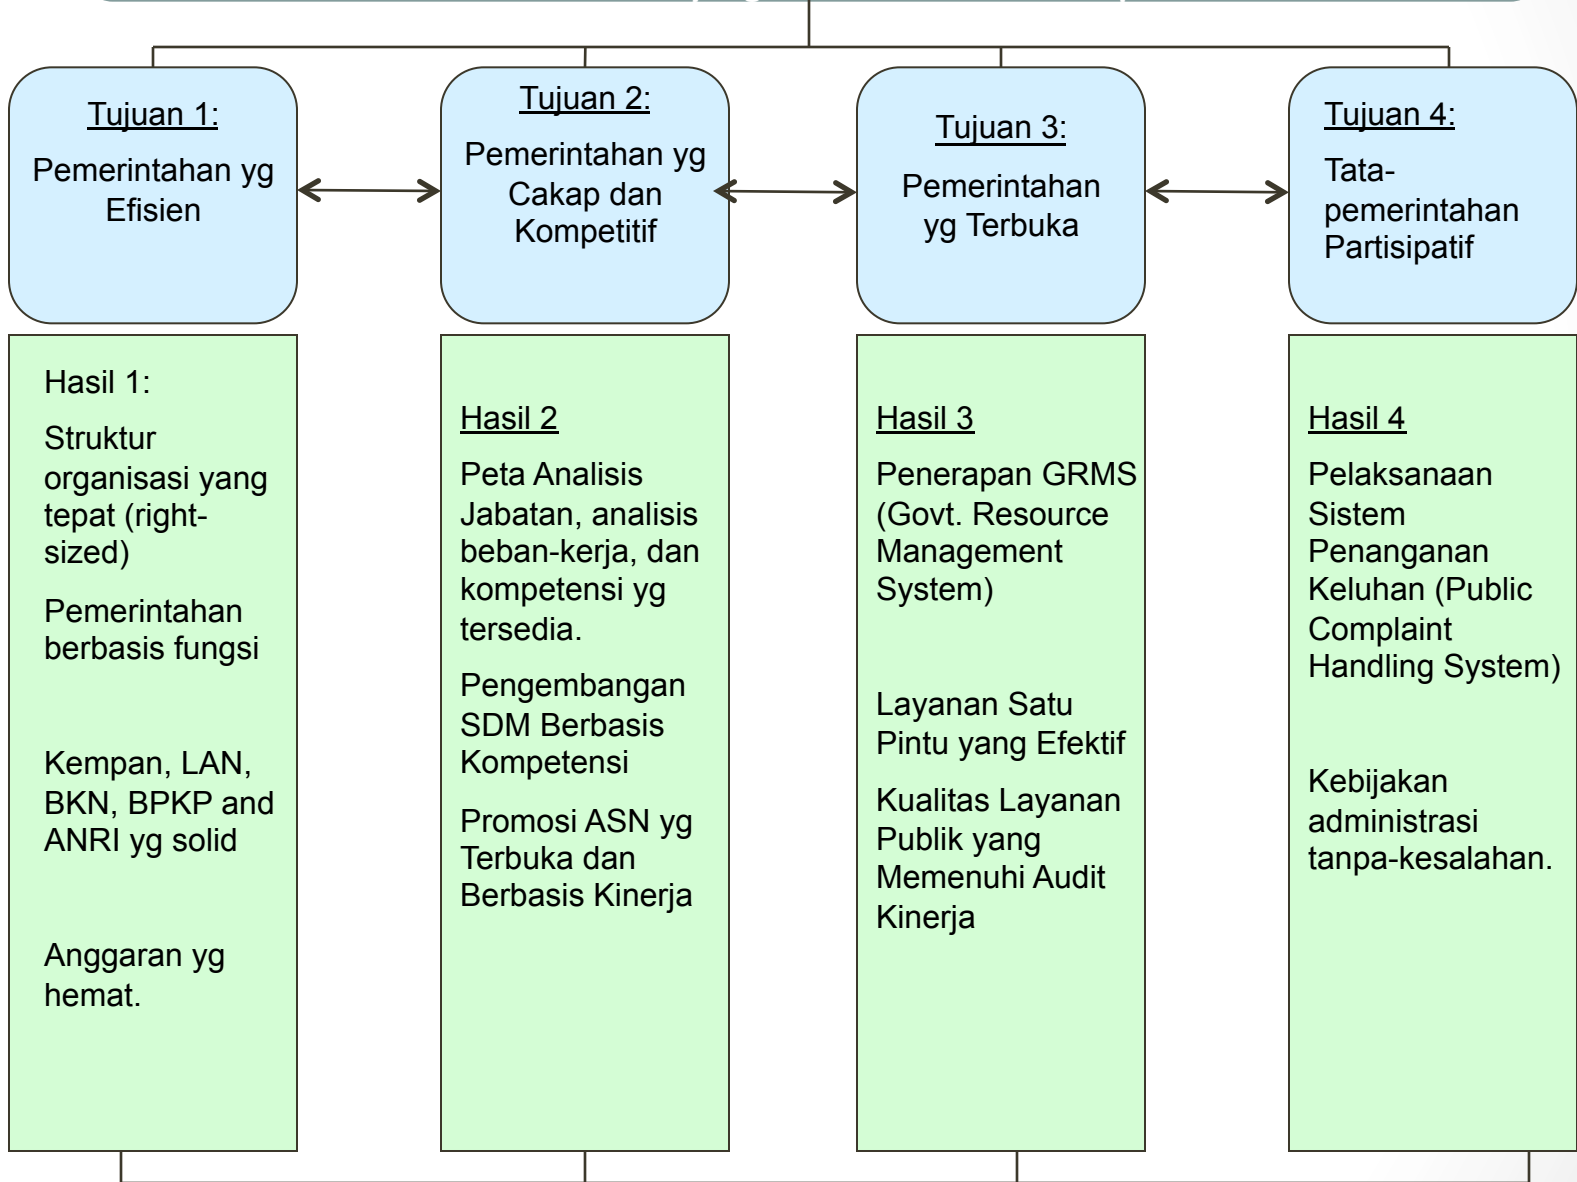 Tujuan 1:
Pemerintahan yg
Efisien
Tujuan 2:
Pemerintahan yg
Cakap dan
Kompetitif
Tujuan 3:
Pemerintahan
yg Terbuka
Tujuan 4:
Tata-
pemerintahan
Partisipatif
Hasil 1:
Struktur
organisasi yang
tepat (right-
sized)
Pemerintahan
berbasis fungsi
Kempan, LAN,
BKN, BPKP and
ANRI yg solid
Anggaran yg
hemat.
Hasil 2
Peta Analisis
Jabatan, analisis
beban-kerja, dan
kompetensi yg
tersedia.
Pengembangan
SDM Berbasis
Kompetensi
Promosi ASN yg
Terbuka dan
Berbasis Kinerja
Hasil 3
Penerapan GRMS
(Govt. Resource
Management
System)
Layanan Satu
Pintu yang Efektif
Kualitas Layanan
Publik yang
Memenuhi Audit
Kinerja
Hasil 4
Pelaksanaan
Sistem
Penanganan
Keluhan (Public
Complaint
Handling System)
Kebijakan
administrasi
tanpa-kesalahan.